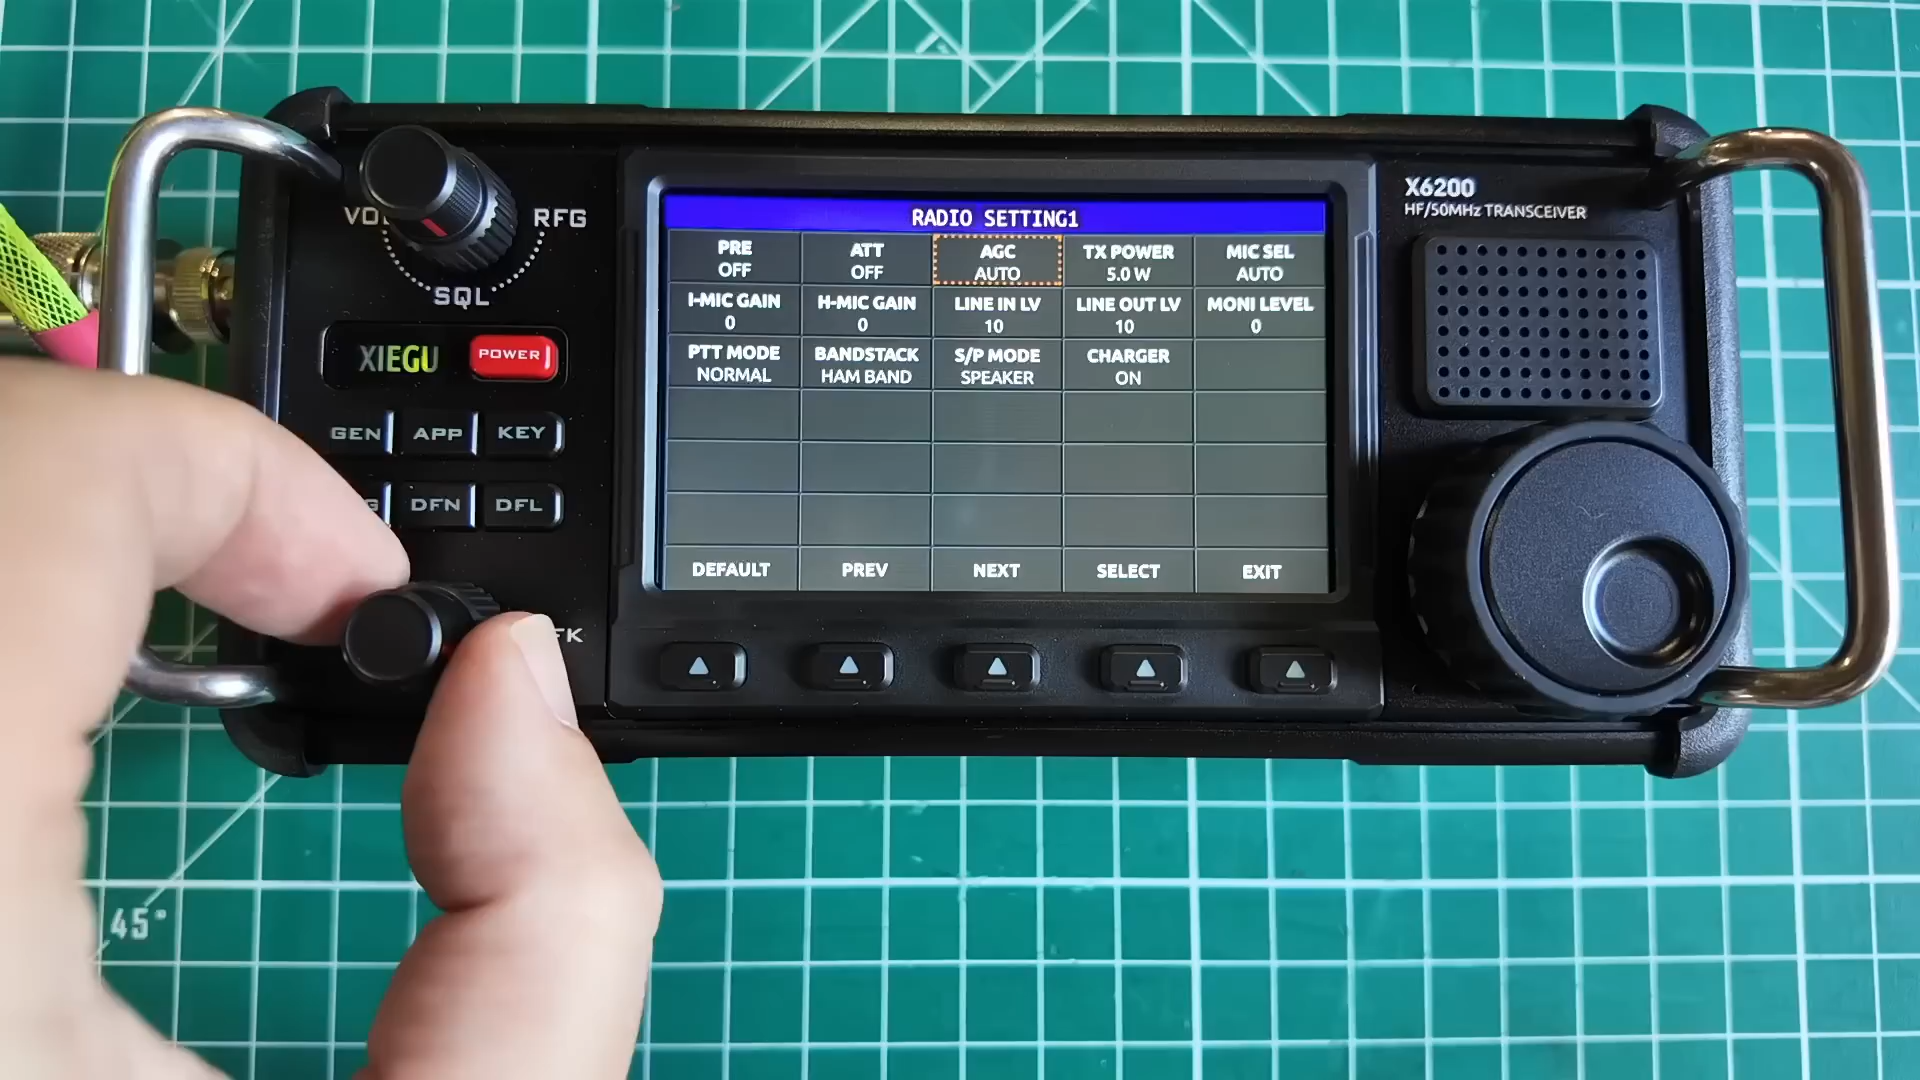 X6200
HF/50MHz TRANSCEIVER
RFG
SQL
XIEGU
POWER
GEN
APP
KEY
DFN
DFL
RADIO SETTING1
PRE
OFF
ATT
OFF
AGC
AUTO
TX POWER
5.0 W
MIC SEL
AUTO
I-MIC GAIN
0
H-MIC GAIN
0
LINE IN LV
10
LINE OUT LV
10
MONI LEVEL
0
PTT MODE
NORMAL
BANDSTACK
HAM BAND
S/P MODE
SPEAKER
CHARGER
ON
DEFAULT
PREV
NEXT
SELECT
EXIT
45°